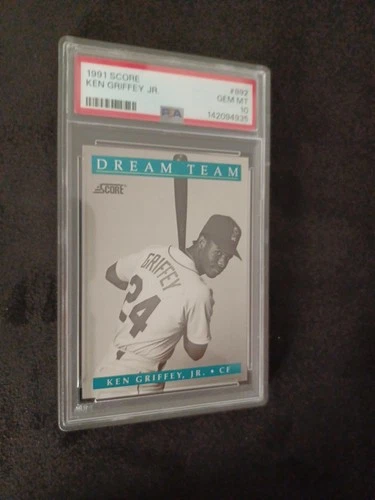 1991 SCORE #892
KEN GRIFFEY JR. GEM MT
10
PSA 142094935
DREAM TEAM
SCORE
GRIFFEY
24
KEN GRIFFEY, JR. • CF